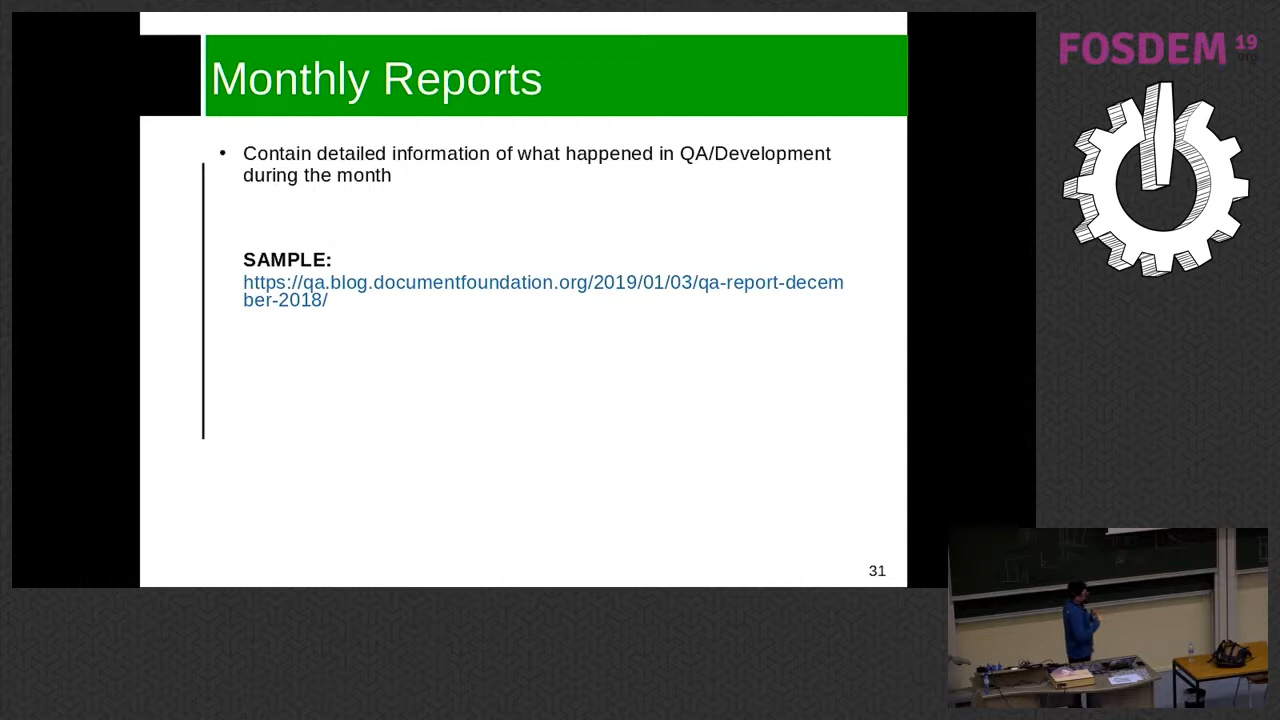 FOSDEM 19
.org
Monthly Reports
• Contain detailed information of what happened in QA/Development
during the month
SAMPLE:
https://qa.blog.documentfoundation.org/2019/01/03/qa-report-decem
ber-2018/
31